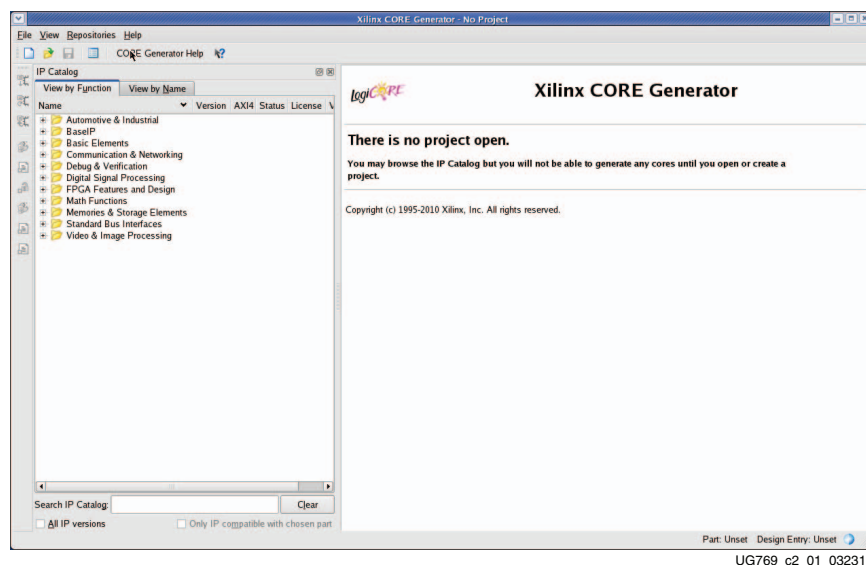 Xilinx CORE Generator - No Project
File View Repositories Help
CORE Generator Help
IP Catalog
View by Function View by Name
Name Version AXI4 Status License V
Automotive & Industrial
BaseIP
Basic Elements
Communication & Networking
Debug & Verification
Digital Signal Processing
FPGA Features and Design
Math Functions
Memories & Storage Elements
Standard Bus Interfaces
Video & Image Processing
Search IP Catalog: Clear
All IP versions Only IP compatible with chosen part
LogiCORE
Xilinx CORE Generator
There is no project open.
You may browse the IP Catalog but you will not be able to generate any cores until you open or create a
project.
Copyright (c) 1995-2010 Xilinx, Inc. All rights reserved.
Part: Unset Design Entry: Unset
UG769_c2_01_03231